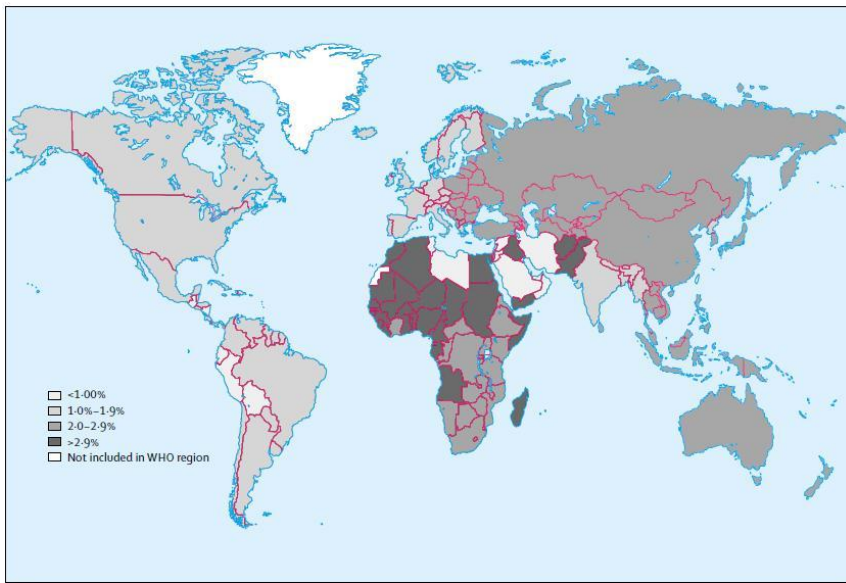 <1·00%
1·0%–1·9%
2·0–2·9%
>2·9%
Not included in WHO region